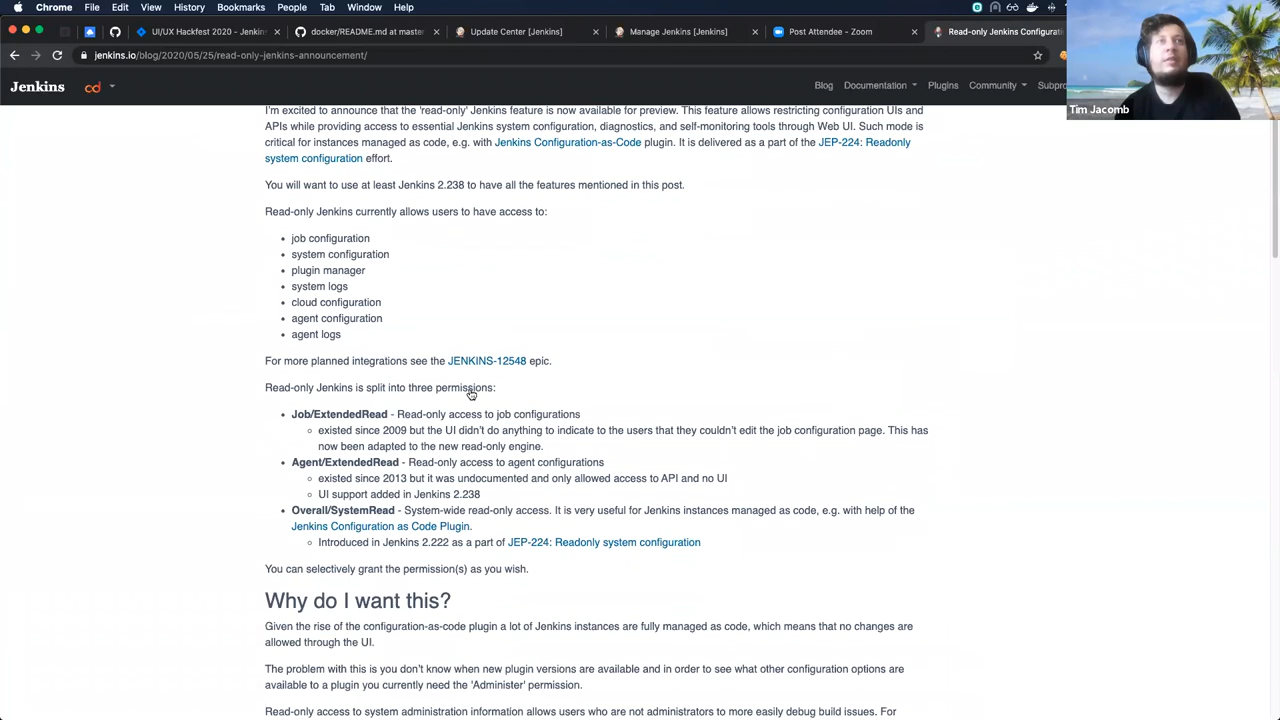 Chrome File Edit View History Bookmarks People Tab Window Help
UI/UX Hackfest 2020 - Jenkins
docker/README.md at maste
Update Center [Jenkins]
Manage Jenkins [Jenkins]
Post Attendee - Zoom
Read-only Jenkins Configurati
jenkins.io/blog/2020/05/25/read-only-jenkins-announcement/
Jenkins cd Blog Documentation Plugins Community Subpro
Tim Jacomb
I'm excited to announce that the 'read-only' Jenkins feature is now available for preview. This feature allows restricting configuration UIs and
APIs while providing access to essential Jenkins system configuration, diagnostics, and self-monitoring tools through Web UI. Such mode is
critical for instances managed as code, e.g. with Jenkins Configuration-as-Code plugin. It is delivered as a part of the JEP-224: Readonly
system configuration effort.
You will want to use at least Jenkins 2.238 to have all the features mentioned in this post.
Read-only Jenkins currently allows users to have access to:
• job configuration
• system configuration
• plugin manager
• system logs
• cloud configuration
• agent configuration
• agent logs
For more planned integrations see the JENKINS-12548 epic.
Read-only Jenkins is split into three permissions:
• Job/ExtendedRead - Read-only access to job configurations
◦ existed since 2009 but the UI didn't do anything to indicate to the users that they couldn't edit the job configuration page. This has
now been adapted to the new read-only engine.
• Agent/ExtendedRead - Read-only access to agent configurations
◦ existed since 2013 but it was undocumented and only allowed access to API and no UI
◦ UI support added in Jenkins 2.238
• Overall/SystemRead - System-wide read-only access. It is very useful for Jenkins instances managed as code, e.g. with help of the
Jenkins Configuration as Code Plugin.
◦ Introduced in Jenkins 2.222 as a part of JEP-224: Readonly system configuration
You can selectively grant the permission(s) as you wish.
Why do I want this?
Given the rise of the configuration-as-code plugin a lot of Jenkins instances are fully managed as code, which means that no changes are
allowed through the UI.
The problem with this is you don't know when new plugin versions are available and in order to see what other configuration options are
available to a plugin you currently need the 'Administer' permission.
Read-only access to system administration information allows users who are not administrators to more easily debug build issues. For